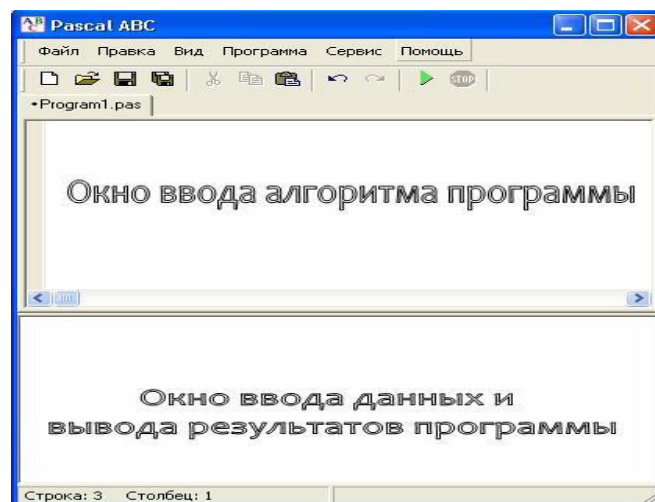 Pascal ABC
Файл Правка Вид Программа Сервис Помощь
STOP
•Program1.pas
Окно ввода алгоритма программы
Окно ввода данных и
вывода результатов программы
Строка: 3 Столбец: 1